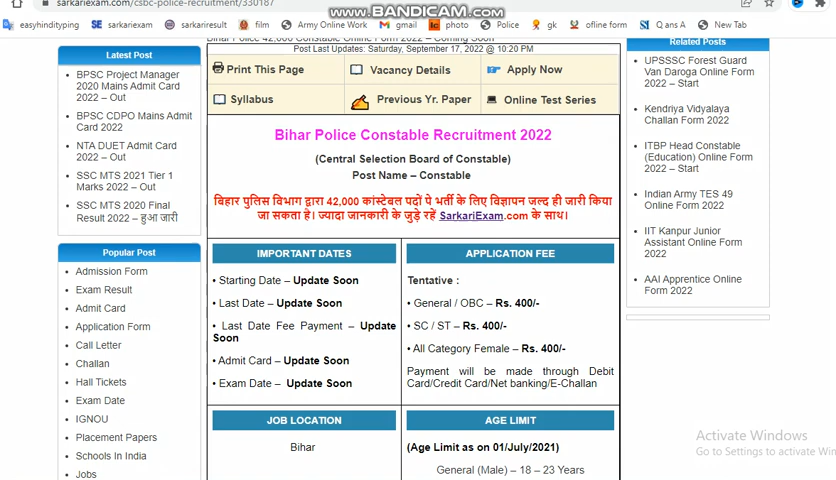 sarkariexam.com/csbc-police-recruitment/330187
WWW.BANDICAM.COM
easyhindityping
sarkariexam
sarkariresult
film
Army Online Work
gmail
photo
Police
gk
ofline form
Q ans A
New Tab
Latest Post
BPSC Project Manager
2020 Mains Admit Card
2022 – Out
BPSC CDPO Mains Admit
Card 2022
NTA DUET Admit Card
2022 – Out
SSC MTS 2021 Tier 1
Marks 2022 – Out
SSC MTS 2020 Final
Result 2022 – हुआ जारी
Popular Post
Admission Form
Exam Result
Admit Card
Application Form
Call Letter
Challan
Hall Tickets
Exam Date
IGNOU
Placement Papers
Schools In India
Jobs
Bihar Police 42,000 Constable Online Form 2022 – Coming Soon
Post Last Updates: Saturday, September 17, 2022 @ 10:20 PM
Print This Page
Vacancy Details
Apply Now
Syllabus
Previous Yr. Paper
Online Test Series
Bihar Police Constable Recruitment 2022
(Central Selection Board of Constable)
Post Name – Constable
बिहार पुलिस विभाग द्वारा 42,000 कांस्टेबल पदों पे भर्ती के लिए विज्ञापन जल्द ही जारी किया
जा सकता है। ज्यादा जानकारी के जुड़े रहें SarkariExam.com के साथ।
IMPORTANT DATES
• Starting Date – Update Soon
• Last Date – Update Soon
• Last Date Fee Payment – Update
Soon
• Admit Card – Update Soon
• Exam Date – Update Soon
APPLICATION FEE
Tentative :
• General / OBC – Rs. 400/-
• SC / ST – Rs. 400/-
• All Category Female – Rs. 400/-
Payment will be made through Debit
Card/Credit Card/Net banking/E-Challan
JOB LOCATION
Bihar
AGE LIMIT
(Age Limit as on 01/July/2021)
General (Male) – 18 – 23 Years
Related Posts
UPSSSC Forest Guard
Van Daroga Online Form
2022 – Start
Kendriya Vidyalaya
Challan Form 2022
ITBP Head Constable
(Education) Online Form
2022 – Start
Indian Army TES 49
Online Form 2022
IIT Kanpur Junior
Assistant Online Form
2022
AAI Apprentice Online
Form 2022
Activate Windows
Go to Settings to activate Win